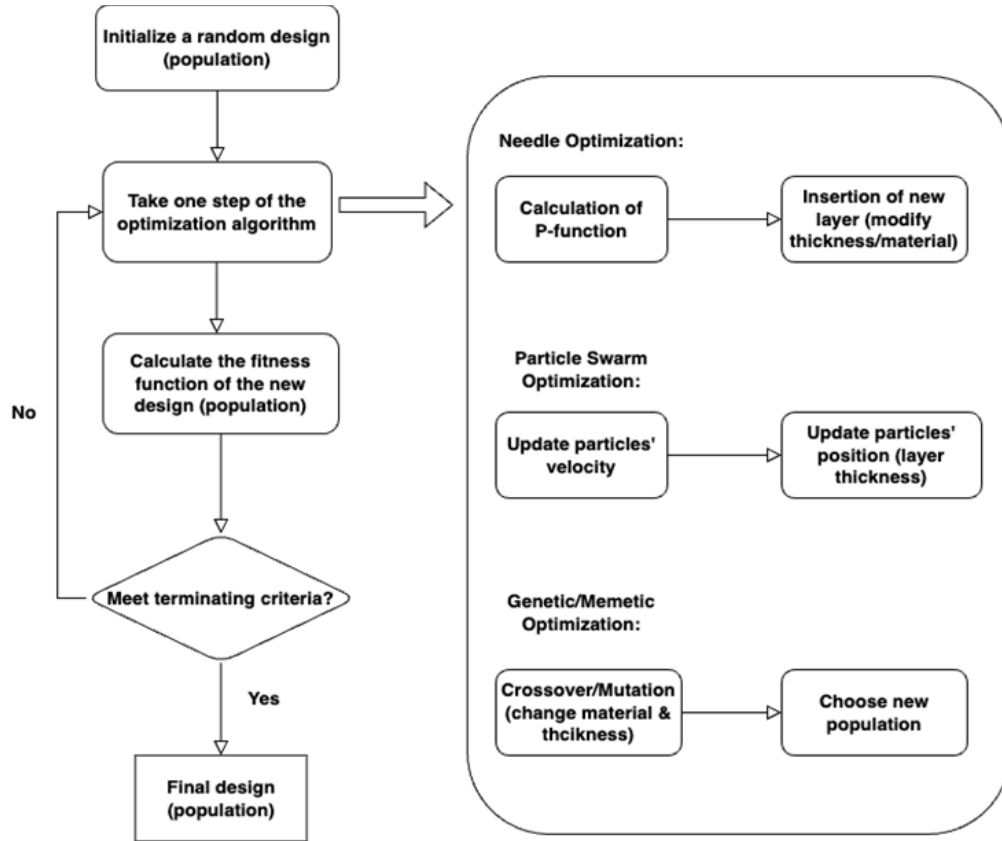 Initialize a random design
(population)
Take one step of the
optimization algorithm
Calculate the fitness
function of the new
design (population)
No
Meet terminating criteria?
Yes
Final design
(population)
Needle Optimization:
Calculation of
P-function
Insertion of new
layer (modify
thickness/material)
Particle Swarm
Optimization:
Update particles'
velocity
Update particles'
position (layer
thickness)
Genetic/Memetic
Optimization:
Crossover/Mutation
(change material &
thcikness)
Choose new
population